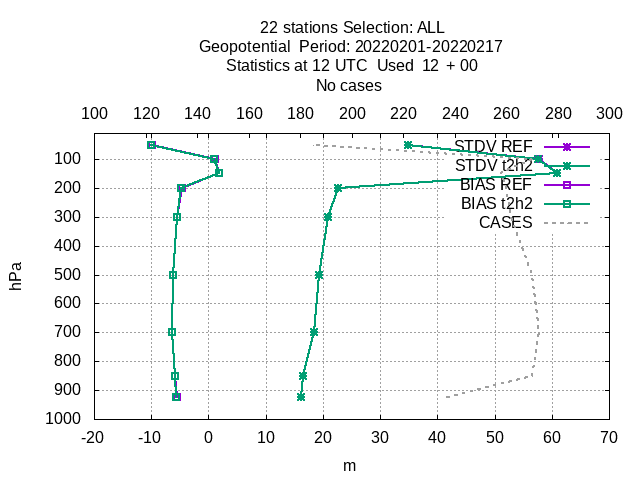 22 stations Selection: ALL
Geopotential  Period: 20220201-20220217
Statistics at 12 UTC  Used  12  + 00
No cases
100 120 140 160 180 200 220 240 260 280 300
STDV REF
100
STDV t2h2
BIAS REF
200
BIAS t2h2
300
CASES
400
hPa
500
600
700
800
900
1000
-20 -10 0 10 20 30 40 50 60 70
m